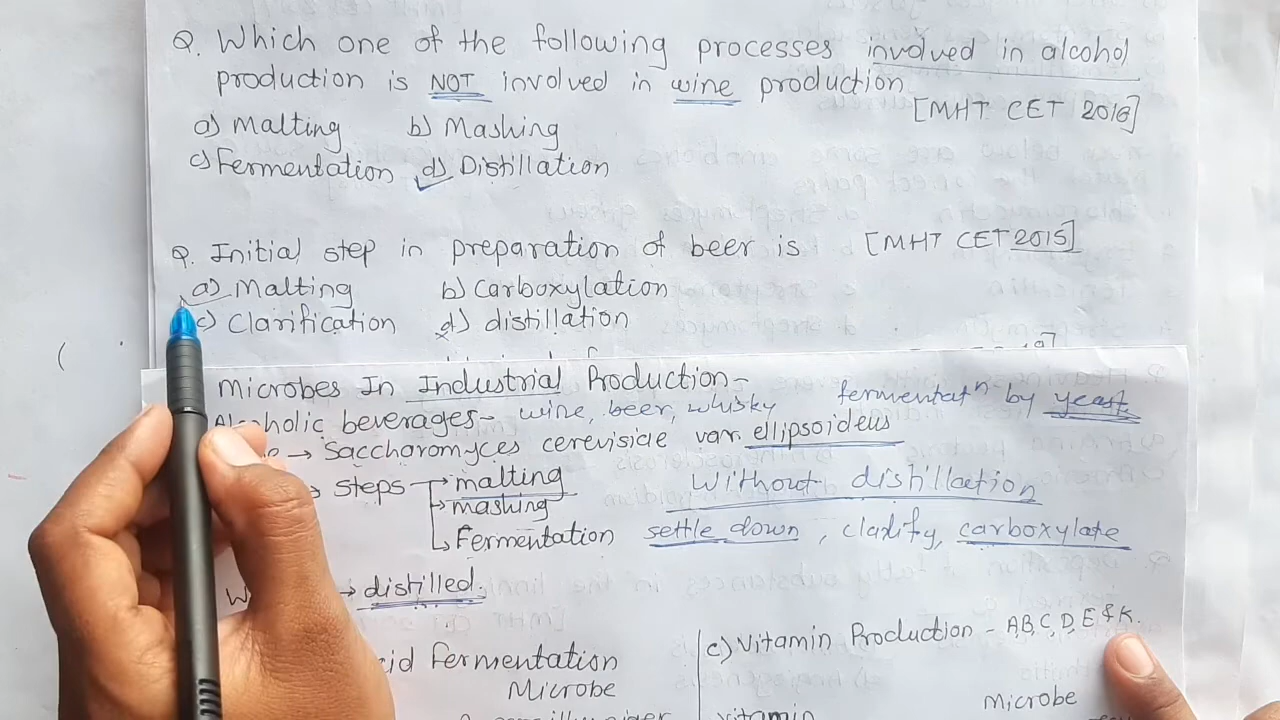 Q. Which one of the following processes involved in alcohol
production is NOT involved in wine production
[MHT CET 2016]
a) Malting b) Mashing
c) Fermentation d) Distillation
Q. Initial step in preparation of beer is [MHT CET 2015]
a) Malting b) Carboxylation
c) Clarification d) distillation
Microbes In Industrial Production-
Alcoholic beverages- wine, beer, whisky fermentatn by yeast
→ Saccharomyces cerevisiae var. ellipsoideus
steps → malting without distillation
→ mashing
→ Fermentation settle down, clarify, carboxylate
→ distilled.
Fermentation c) Vitamin Production - A,B,C,D,E & K.
Microbe Microbe
vitamin